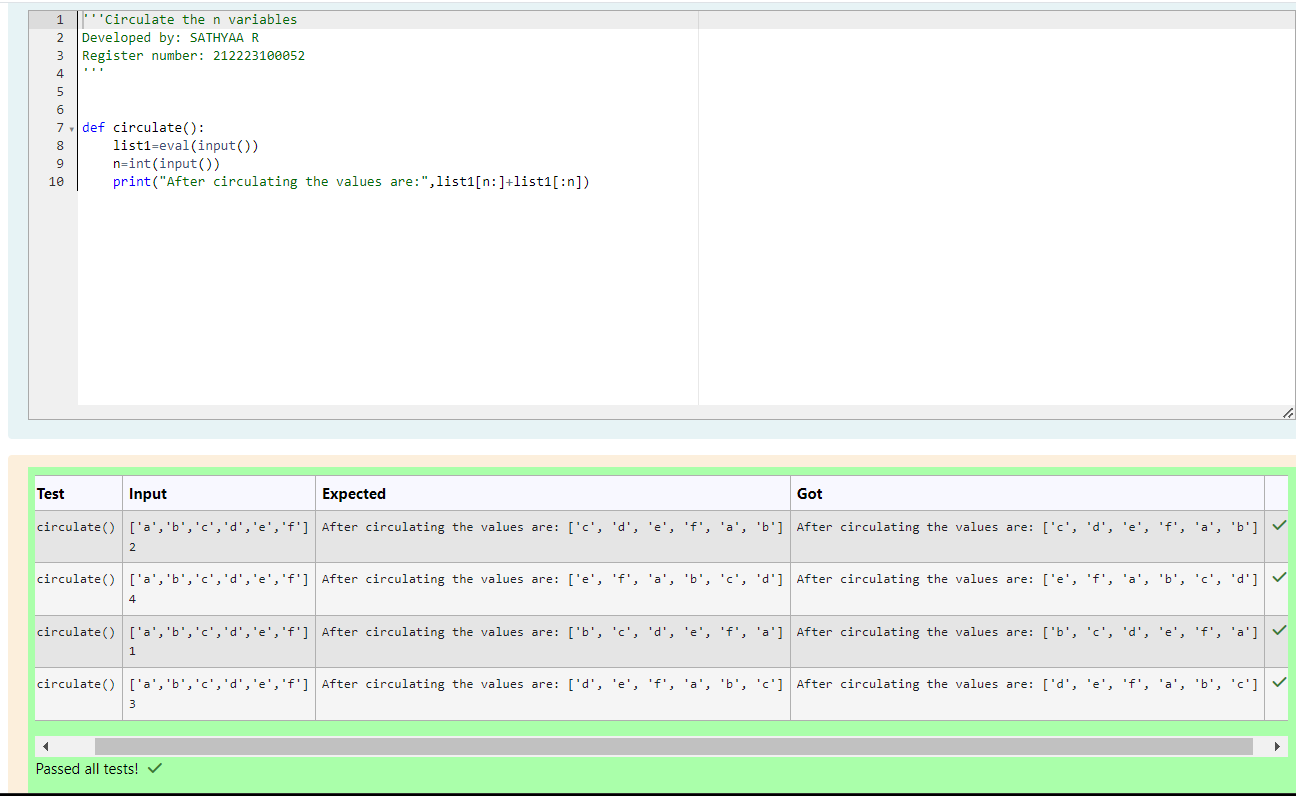 1 '''Circulate the n variables
2 Developed by: SATHYAA R
3 Register number: 212223100052
4 '''
5
6
7 def circulate():
8     list1=eval(input())
9     n=int(input())
10     print("After circulating the values are:",list1[n:]+list1[:n])
Test Input Expected Got
circulate() ['a','b','c','d','e','f'] After circulating the values are: ['c', 'd', 'e', 'f', 'a', 'b'] After circulating the values are: ['c', 'd', 'e', 'f', 'a', 'b']
2
circulate() ['a','b','c','d','e','f'] After circulating the values are: ['e', 'f', 'a', 'b', 'c', 'd'] After circulating the values are: ['e', 'f', 'a', 'b', 'c', 'd']
4
circulate() ['a','b','c','d','e','f'] After circulating the values are: ['b', 'c', 'd', 'e', 'f', 'a'] After circulating the values are: ['b', 'c', 'd', 'e', 'f', 'a']
1
circulate() ['a','b','c','d','e','f'] After circulating the values are: ['d', 'e', 'f', 'a', 'b', 'c'] After circulating the values are: ['d', 'e', 'f', 'a', 'b', 'c']
3
Passed all tests!